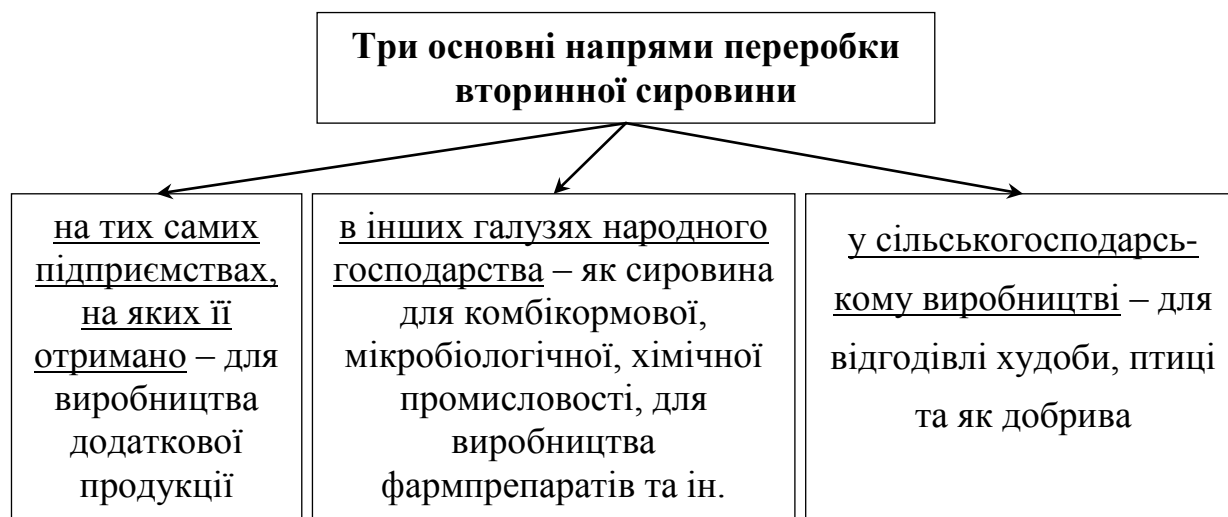 Три основні напрями переробки
вторинної сировини
на тих самих
підприємствах,
на яких її
отримано – для
виробництва
додаткової
продукції
в інших галузях народного
господарства – як сировина
для комбікормової,
мікробіологічної, хімічної
промисловості, для
виробництва
фармпрепаратів та ін.
у сільськогосподарсь-
кому виробництві – для
відгодівлі худоби, птиці
та як добрива